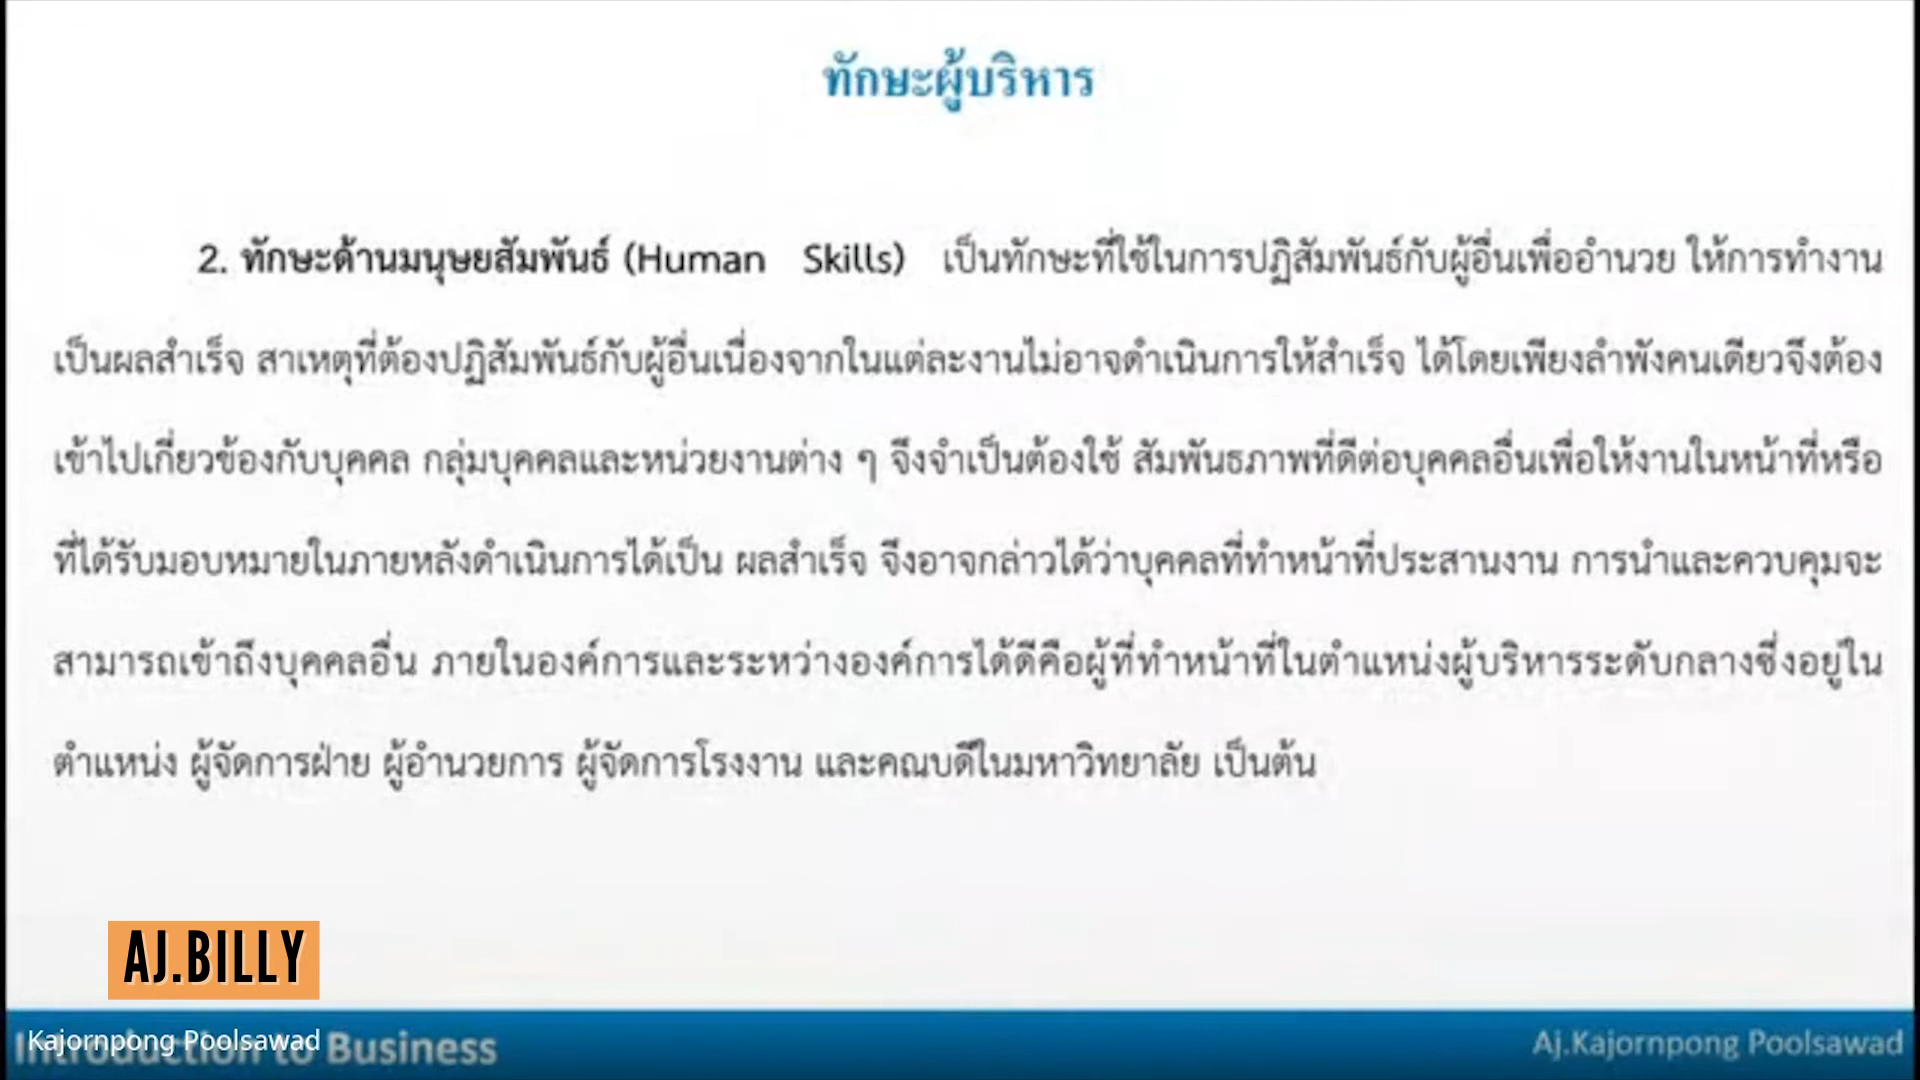 ทักษะผู้บริหาร
2. ทักษะด้านมนุษยสัมพันธ์ (Human Skills) เป็นทักษะที่ใช้ในการปฏิสัมพันธ์กับผู้อื่นเพื่ออำนวย ให้การทำงาน
เป็นผลสำเร็จ สาเหตุที่ต้องปฏิสัมพันธ์กับผู้อื่นเนื่องจากในแต่ละงานไม่อาจดำเนินการให้สำเร็จ ได้โดยเพียงลำพังคนเดียวจึงต้อง
เข้าไปเกี่ยวข้องกับบุคคล กลุ่มบุคคลและหน่วยงานต่าง ๆ จึงจำเป็นต้องใช้ สัมพันธภาพที่ดีต่อบุคคลอื่นเพื่อให้งานในหน้าที่หรือ
ที่ได้รับมอบหมายในภายหลังดำเนินการได้เป็น ผลสำเร็จ จึงอาจกล่าวได้ว่าบุคคลที่ทำหน้าที่ประสานงาน การนำและควบคุมจะ
สามารถเข้าถึงบุคคลอื่น ภายในองค์การและระหว่างองค์การได้ดีคือผู้ที่ทำหน้าที่ในตำแหน่งผู้บริหารระดับกลางซึ่งอยู่ใน
ตำแหน่ง ผู้จัดการฝ่าย ผู้อำนวยการ ผู้จัดการโรงงาน และคณบดีในมหาวิทยาลัย เป็นต้น
AJ.BILLY
Kajornpong Poolsawad
Introduction to Business
Aj.Kajornpong Poolsawad